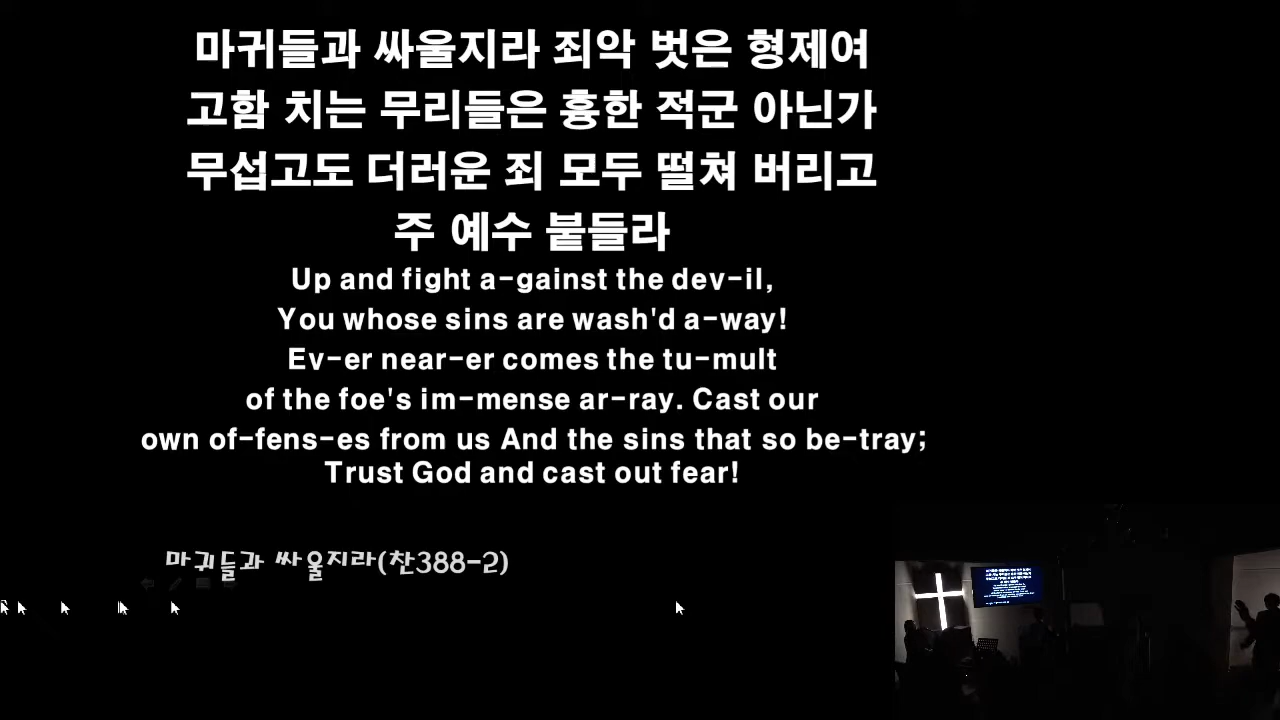 마귀들과 싸울지라 죄악 벗은 형제여
고함 치는 무리들은 흉한 적군 아닌가
무섭고도 더러운 죄 모두 떨쳐 버리고
주 예수 붙들라
Up and fight a-gainst the dev-il,
You whose sins are wash'd a-way!
Ev-er near-er comes the tu-mult
of the foe's im-mense ar-ray. Cast our
own of-fens-es from us And the sins that so be-tray;
Trust God and cast out fear!
마귀들과 싸울지라(찬388-2)